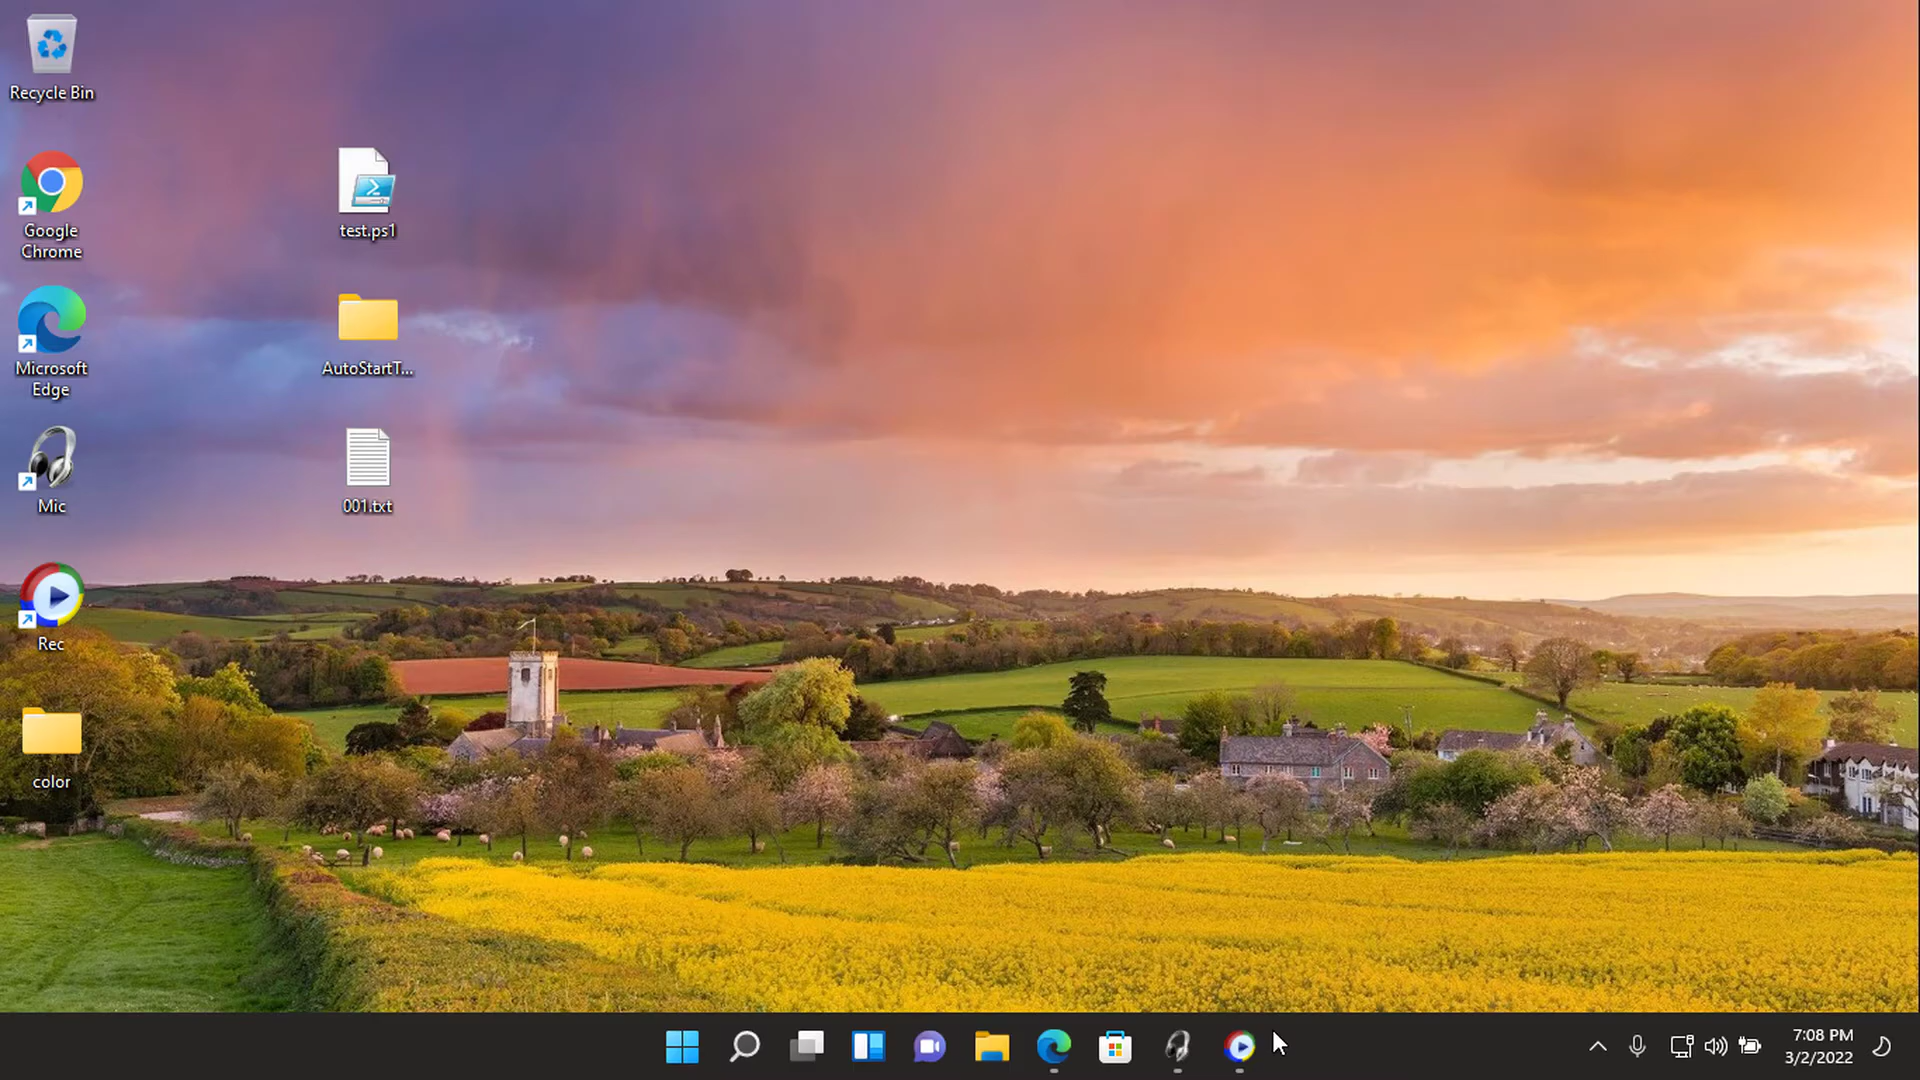 Recycle Bin
Google
Chrome
test.ps1
Microsoft
Edge
AutoStartT...
Mic
001.txt
Rec
color
7:08 PM
3/2/2022